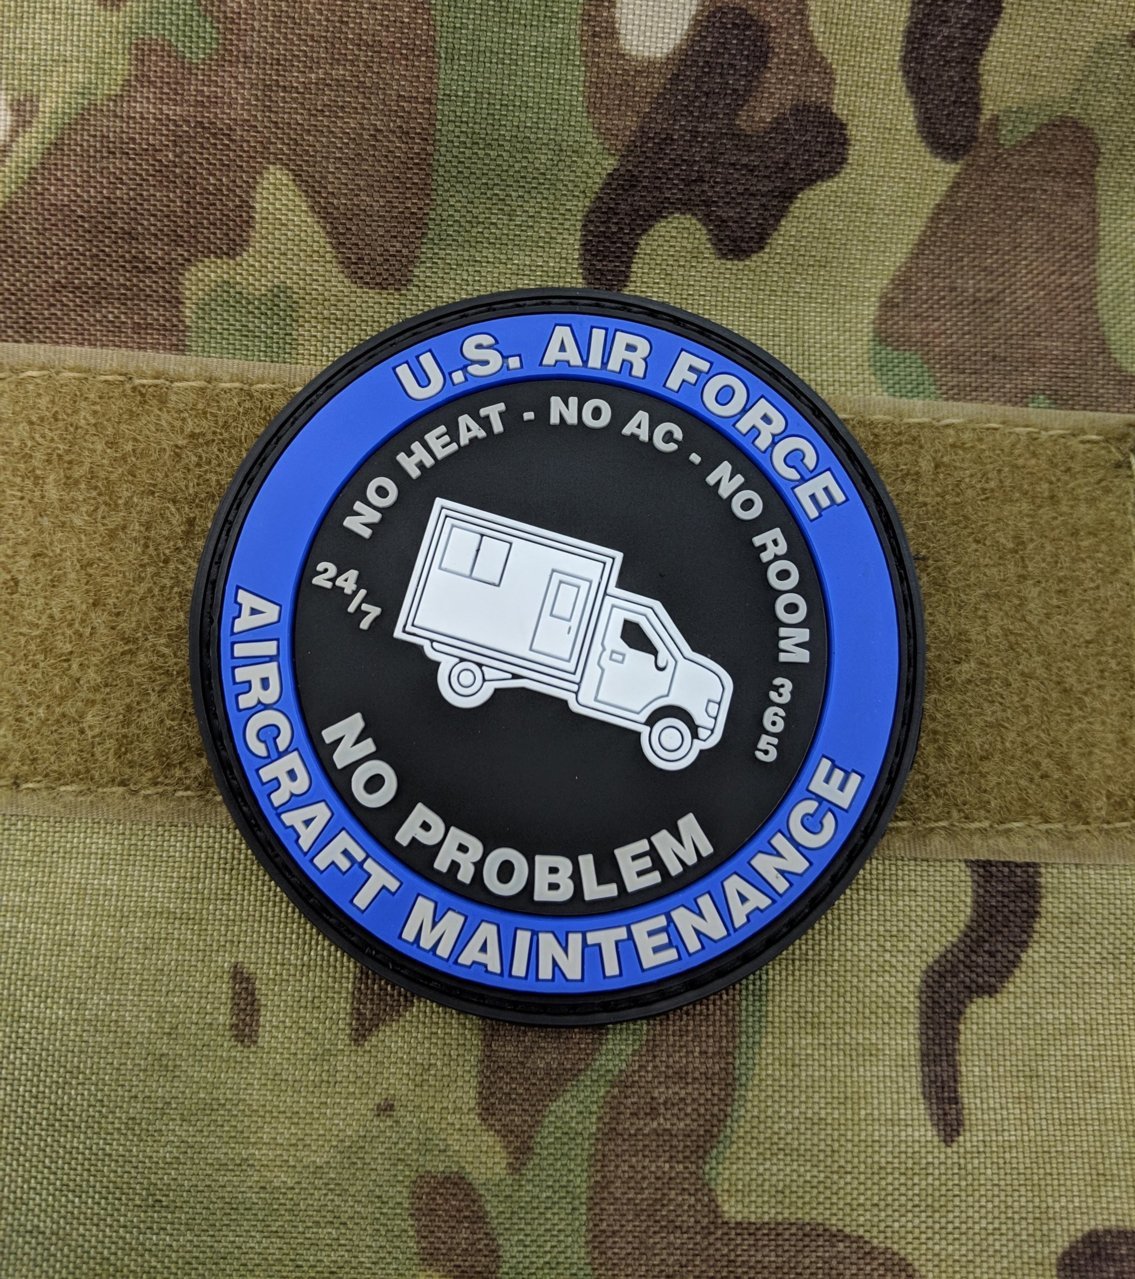 U.S. AIR FORCE
NO HEAT - NO AC - NO ROOM
24/7
365
NO PROBLEM
AIRCRAFT MAINTENANCE